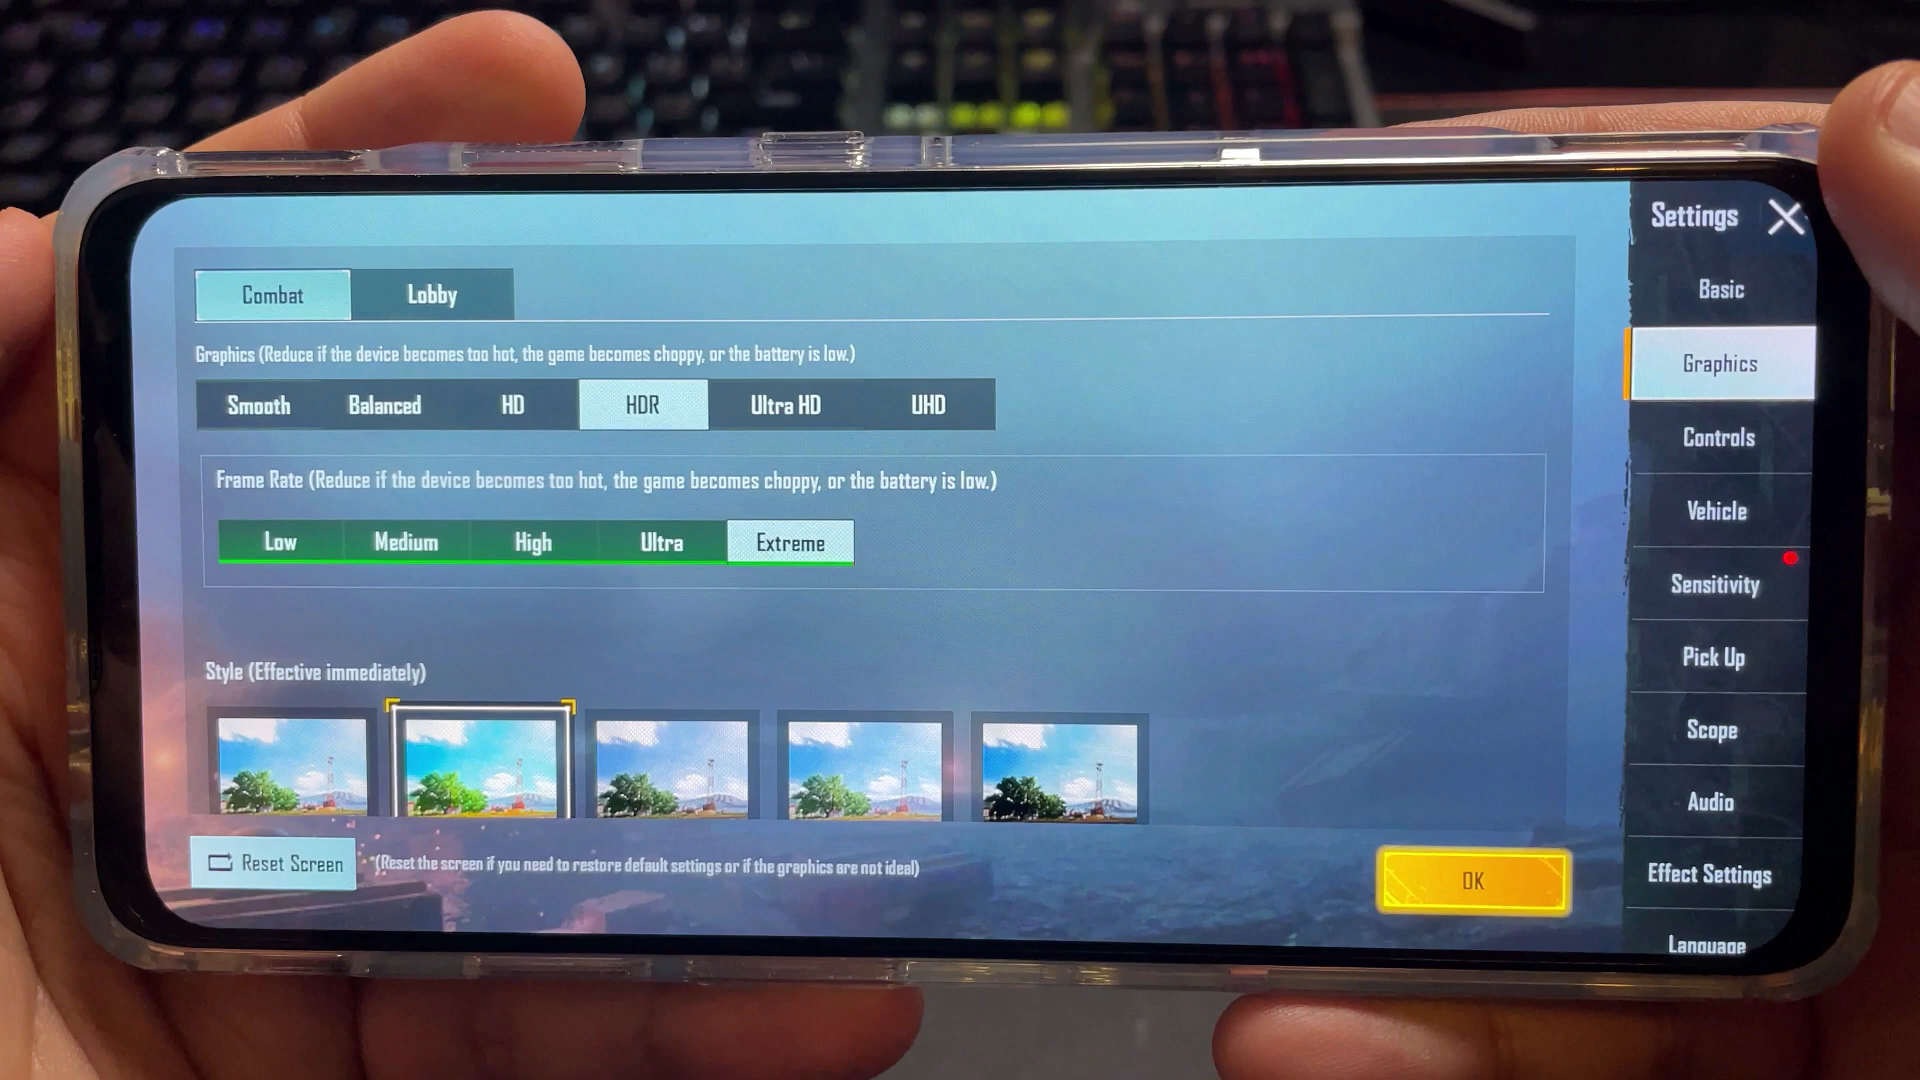 Combat Lobby
Graphics (Reduce if the device becomes too hot, the game becomes choppy, or the battery is low.)
Smooth Balanced HD HDR Ultra HD UHD
Frame Rate (Reduce if the device becomes too hot, the game becomes choppy, or the battery is low.)
Low Medium High Ultra Extreme
Style (Effective immediately)
Reset Screen *(Reset the screen if you need to restore default settings or if the graphics are not ideal)
OK
Settings
Basic
Graphics
Controls
Vehicle
Sensitivity
Pick Up
Scope
Audio
Effect Settings
Language